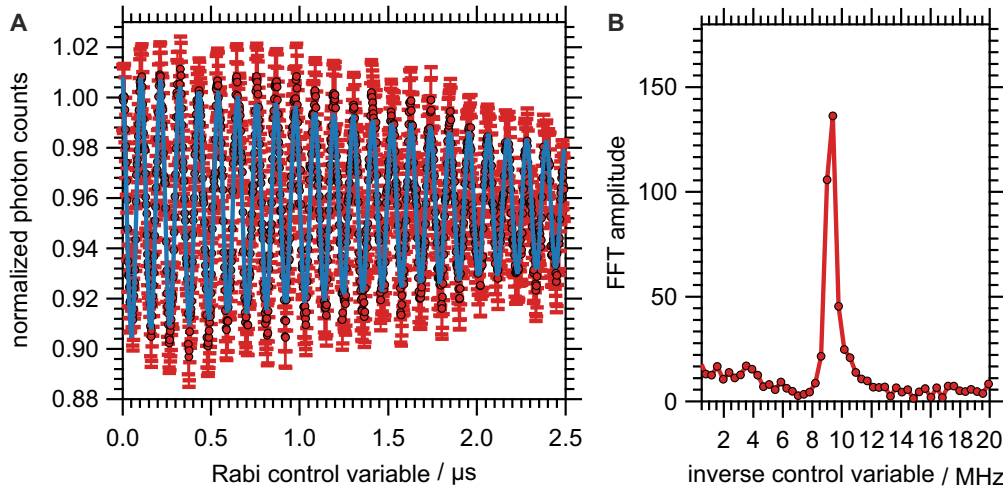 A
normalized photon counts
1.02
1.00
0.98
0.96
0.94
0.92
0.90
0.88
0.0 0.5 1.0 1.5 2.0 2.5
Rabi control variable / µs
B
FFT amplitude
150
100
50
0
2 4 6 8 10 12 14 16 18 20
inverse control variable / MHz